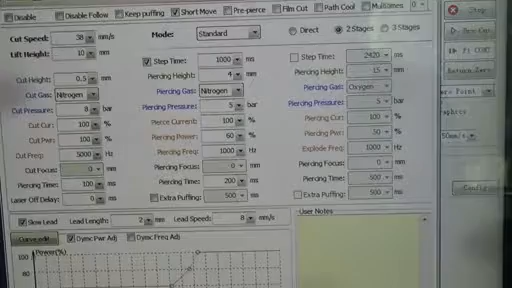 Disable Disable Follow Keep puffing Short Move Pre-pierce Film Cut Path Cool Multimes 0
Cut Speed: 38 mm/s Mode: Standard Direct 2 Stages 3 Stages
Lift Height: 10 mm
Step Time: 1000 ms Step Time: 2420 ms
Cut Height: 0.5 mm Piercing Height: 4 mm Piercing Height: 15 mm
Cut Gas: Nitrogen Piercing Gas: Nitrogen Piercing Gas: Oxygen
Cut Pressure: 8 bar Piercing Pressure: 5 bar Piercing Pressure: 5 bar
Cut Curr: 100 % Pierce Current: 100 % Piercing Curr: 100 %
Cut Pwr: 100 % Piercing Power: 60 % Piercing Pwr: 50 %
Cut Freq: 5000 Hz Piercing Freq: 1000 Hz Explode Freq: 1000 Hz
Cut Focus: 0 mm Piercing Focus: 0 mm Piercing Focus: 0 mm
Piercing Time: 100 ms Piercing Time: 200 ms Piercing Time: 500 ms
Laser Off Delay: 0 ms Extra Puffing: 500 ms Extra Puffing: 500 ms
Slow Lead Lead Length: 2 mm Lead Speed: 8 mm/s User Notes
Curve edit Dymc Pwr Adj Dymc Freq Adj
Power(%)
100
80
Stop
Return Zero
Config